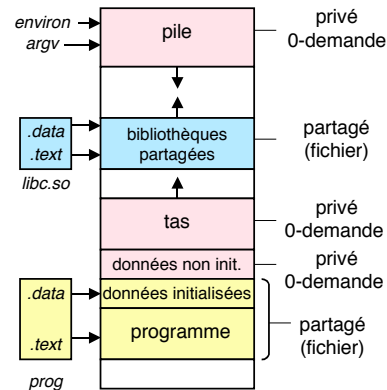 environ
argv
pile
privé
0-demande
.data
.text
libc.so
bibliothèques
partagées
partagé
(fichier)
tas
privé
0-demande
données non init.
privé
0-demande
.data
données initialisées
.text
programme
partagé
(fichier)
prog